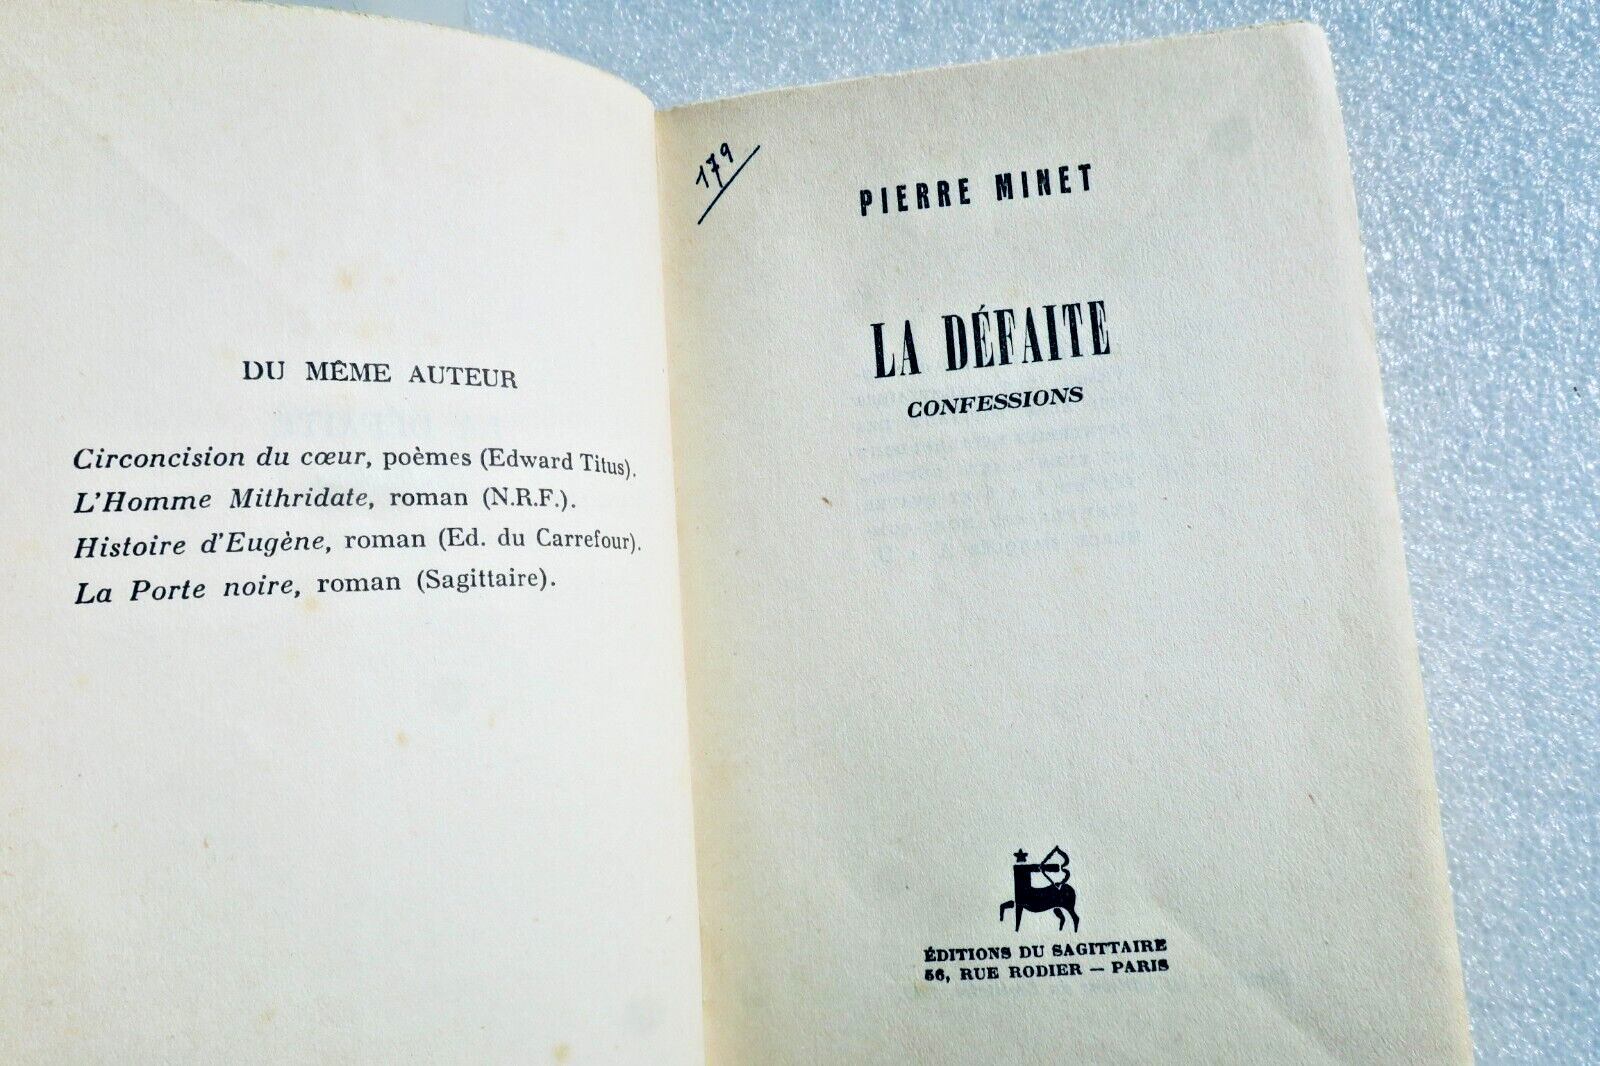 DU MÊME AUTEUR
Circoncision du cœur, poèmes (Edward Titus).
L'Homme Mithridate, roman (N.R.F.).
Histoire d'Eugène, roman (Ed. du Carrefour).
La Porte noire, roman (Sagittaire).
179
PIERRE MINET
LA DÉFAITE
CONFESSIONS
ÉDITIONS DU SAGITTAIRE
56, RUE RODIER — PARIS